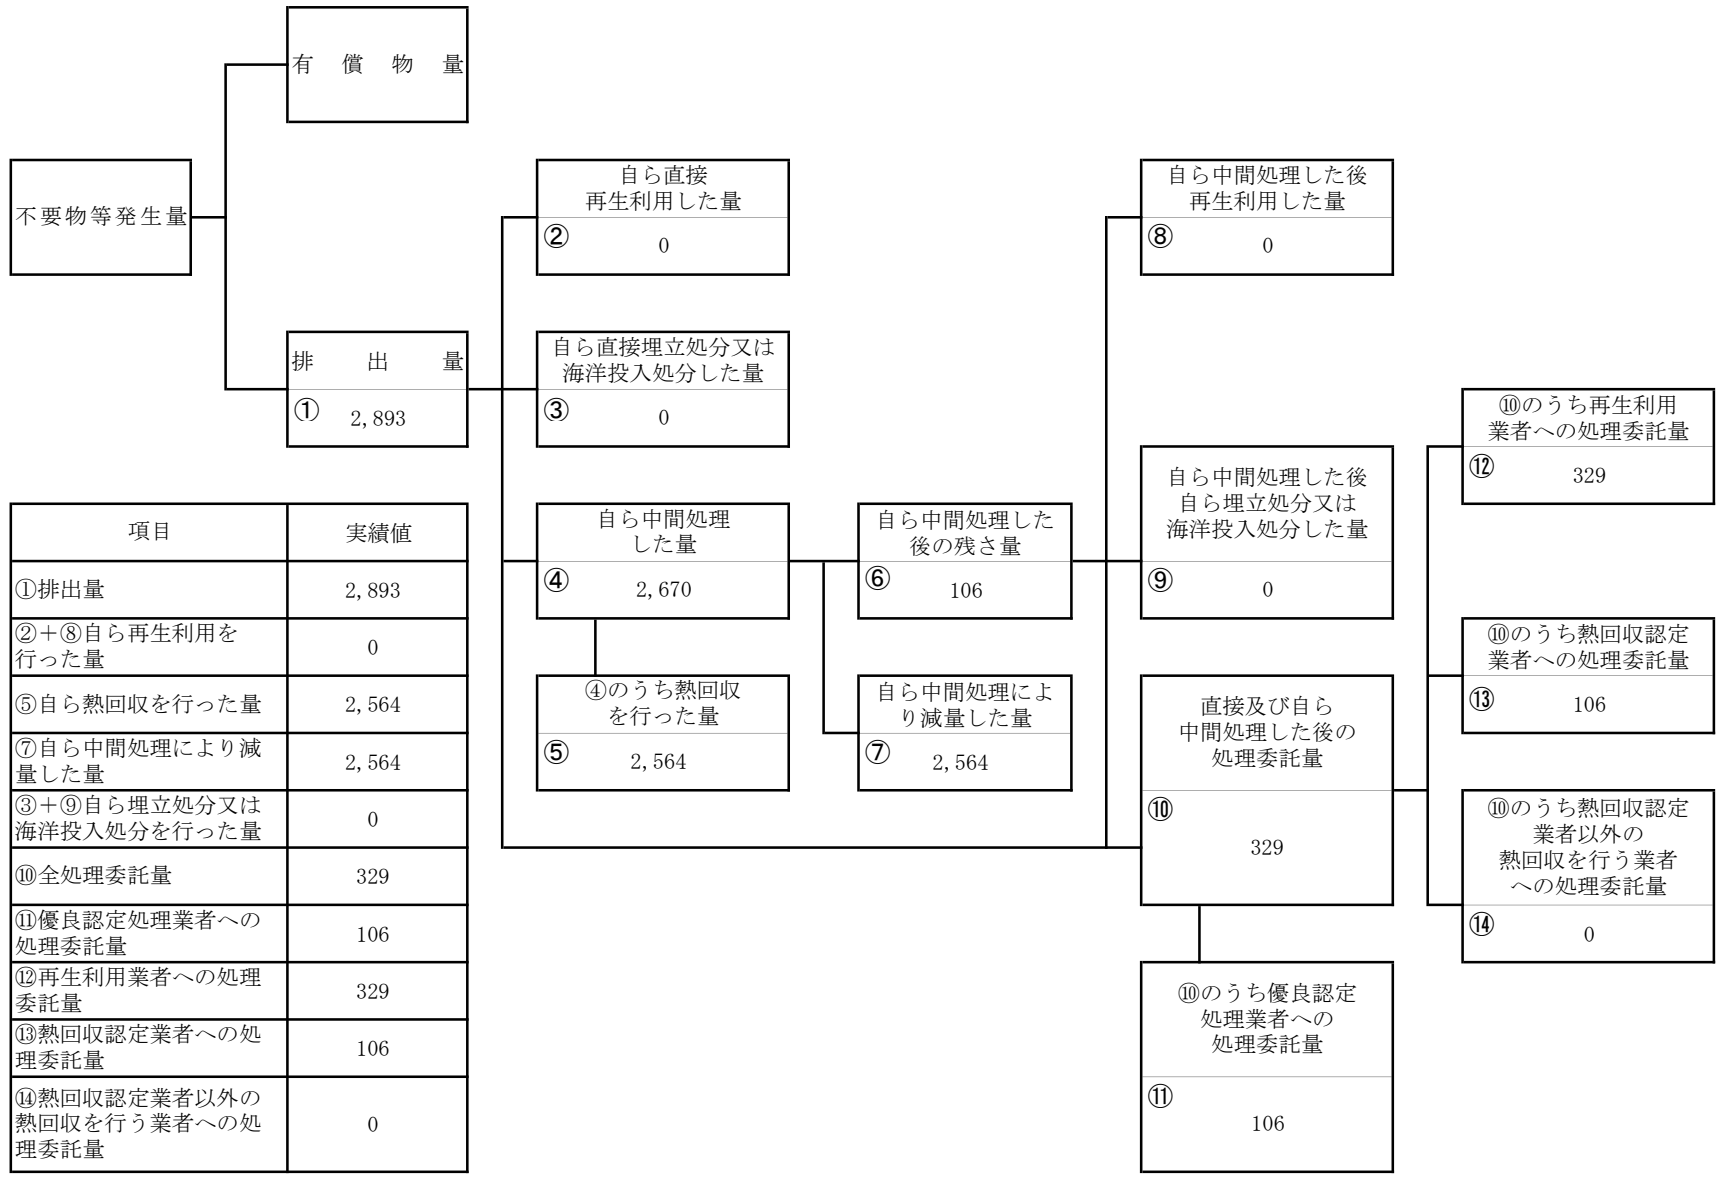 有償物量
不要物等発生量
排出量
① 2,893
自ら直接
再生利用した量
② 0
自ら直接埋立処分又は
海洋投入処分した量
③ 0
自ら中間処理
した量
④ 2,670
④のうち熱回収
を行った量
⑤ 2,564
自ら中間処理した
後の残さ量
⑥ 106
自ら中間処理によ
り減量した量
⑦ 2,564
自ら中間処理した後
再生利用した量
⑧ 0
自ら中間処理した後
自ら埋立処分又は
海洋投入処分した量
⑨ 0
直接及び自ら
中間処理した後の
処理委託量
⑩ 329
⑩のうち優良認定
処理業者への
処理委託量
⑪ 106
⑩のうち再生利用
業者への処理委託量
⑫ 329
⑩のうち熱回収認定
業者への処理委託量
⑬ 106
⑩のうち熱回収認定
業者以外の
熱回収を行う業者
への処理委託量
⑭ 0
項目 実績値
①排出量 2,893
②＋⑧自ら再生利用を
行った量 0
⑤自ら熱回収を行った量 2,564
⑦自ら中間処理により減
量した量 2,564
③＋⑨自ら埋立処分又は
海洋投入処分を行った量 0
⑩全処理委託量 329
⑪優良認定処理業者への
処理委託量 106
⑫再生利用業者への処理
委託量 329
⑬熱回収認定業者への処
理委託量 106
⑭熱回収認定業者以外の
熱回収を行う業者への処
理委託量 0